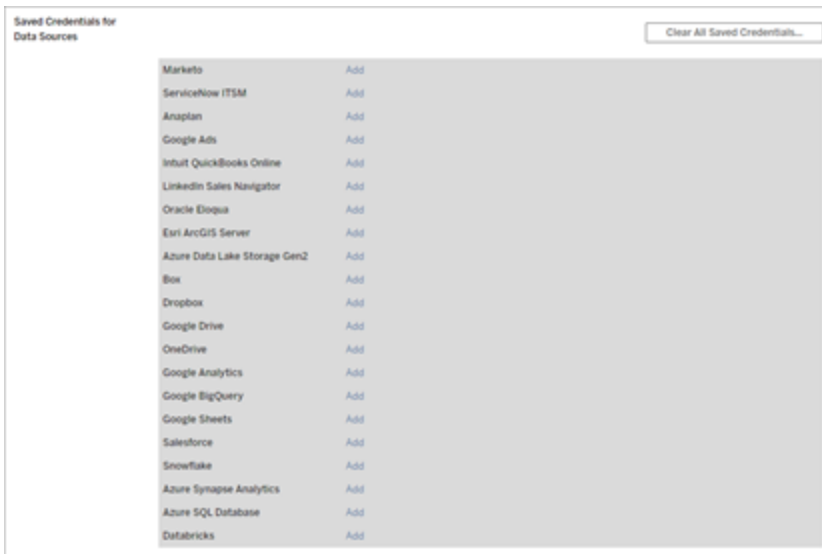 Saved Credentials for
Data Sources
Clear All Saved Credentials...
Marketo Add
ServiceNow ITSM Add
Anaplan Add
Google Ads Add
Intuit QuickBooks Online Add
LinkedIn Sales Navigator Add
Oracle Eloqua Add
Esri ArcGIS Server Add
Azure Data Lake Storage Gen2 Add
Box Add
Dropbox Add
Google Drive Add
OneDrive Add
Google Analytics Add
Google BigQuery Add
Google Sheets Add
Salesforce Add
Snowflake Add
Azure Synapse Analytics Add
Azure SQL Database Add
Databricks Add